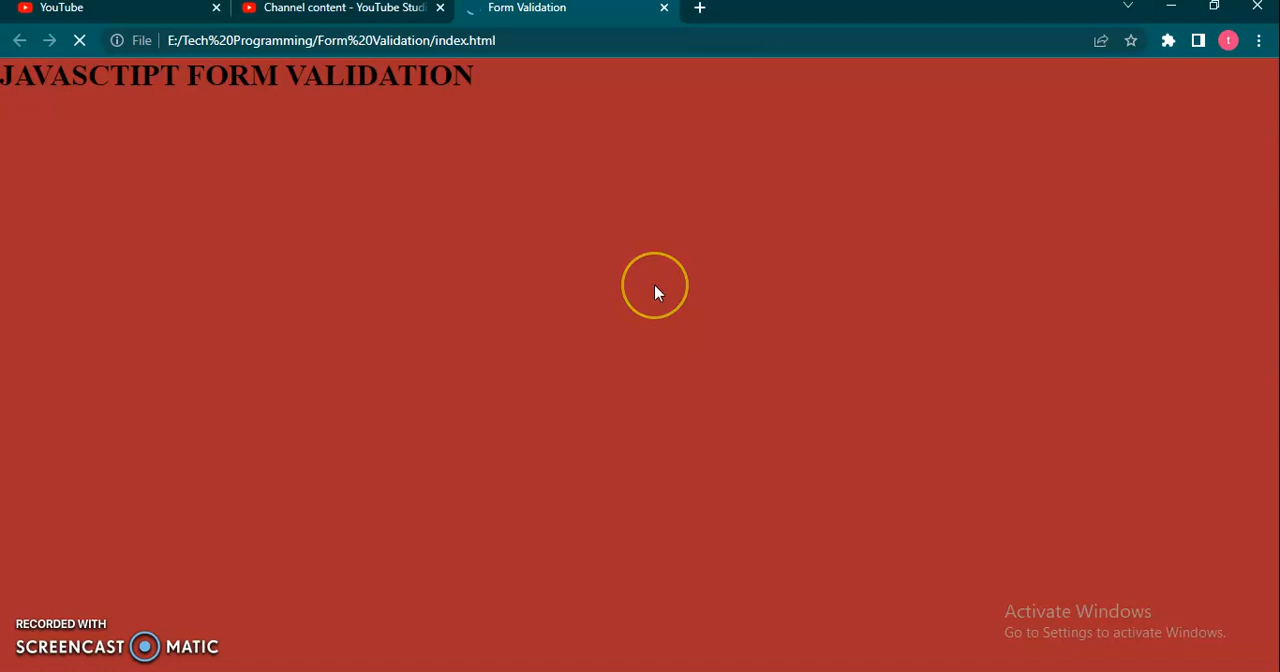 YouTube
Channel content - YouTube Studi
Form Validation
File
E:/Tech%20Programming/Form%20Validation/index.html
t
JAVASCTIPT FORM VALIDATION
Activate Windows
Go to Settings to activate Windows.
RECORDED WITH
SCREENCAST MATIC